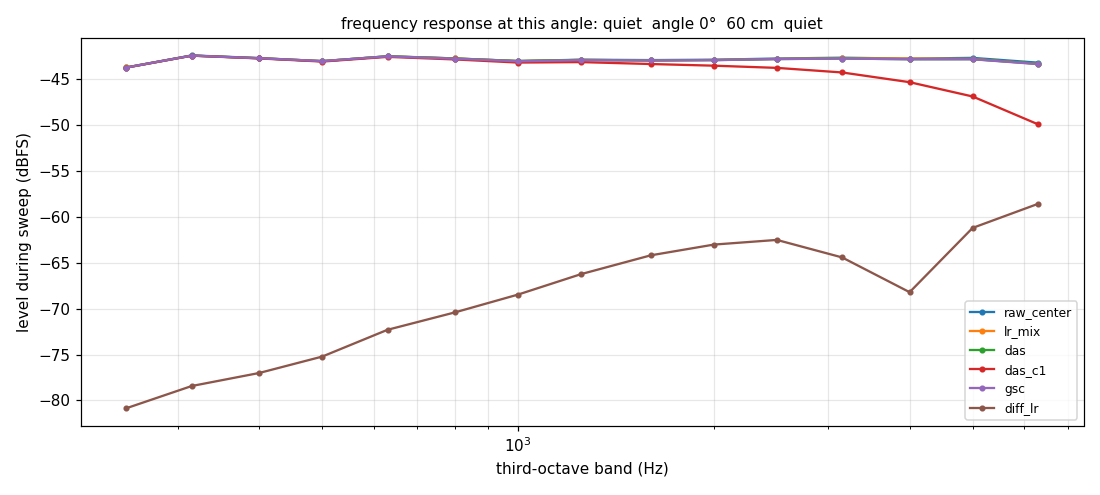 frequency response at this angle: quiet  angle 0°  60 cm  quiet
level during sweep (dBFS)
−45
−50
−55
−60
−65
−70
−75
−80
raw_center
lr_mix
das
das_c1
gsc
diff_lr
10³
third-octave band (Hz)